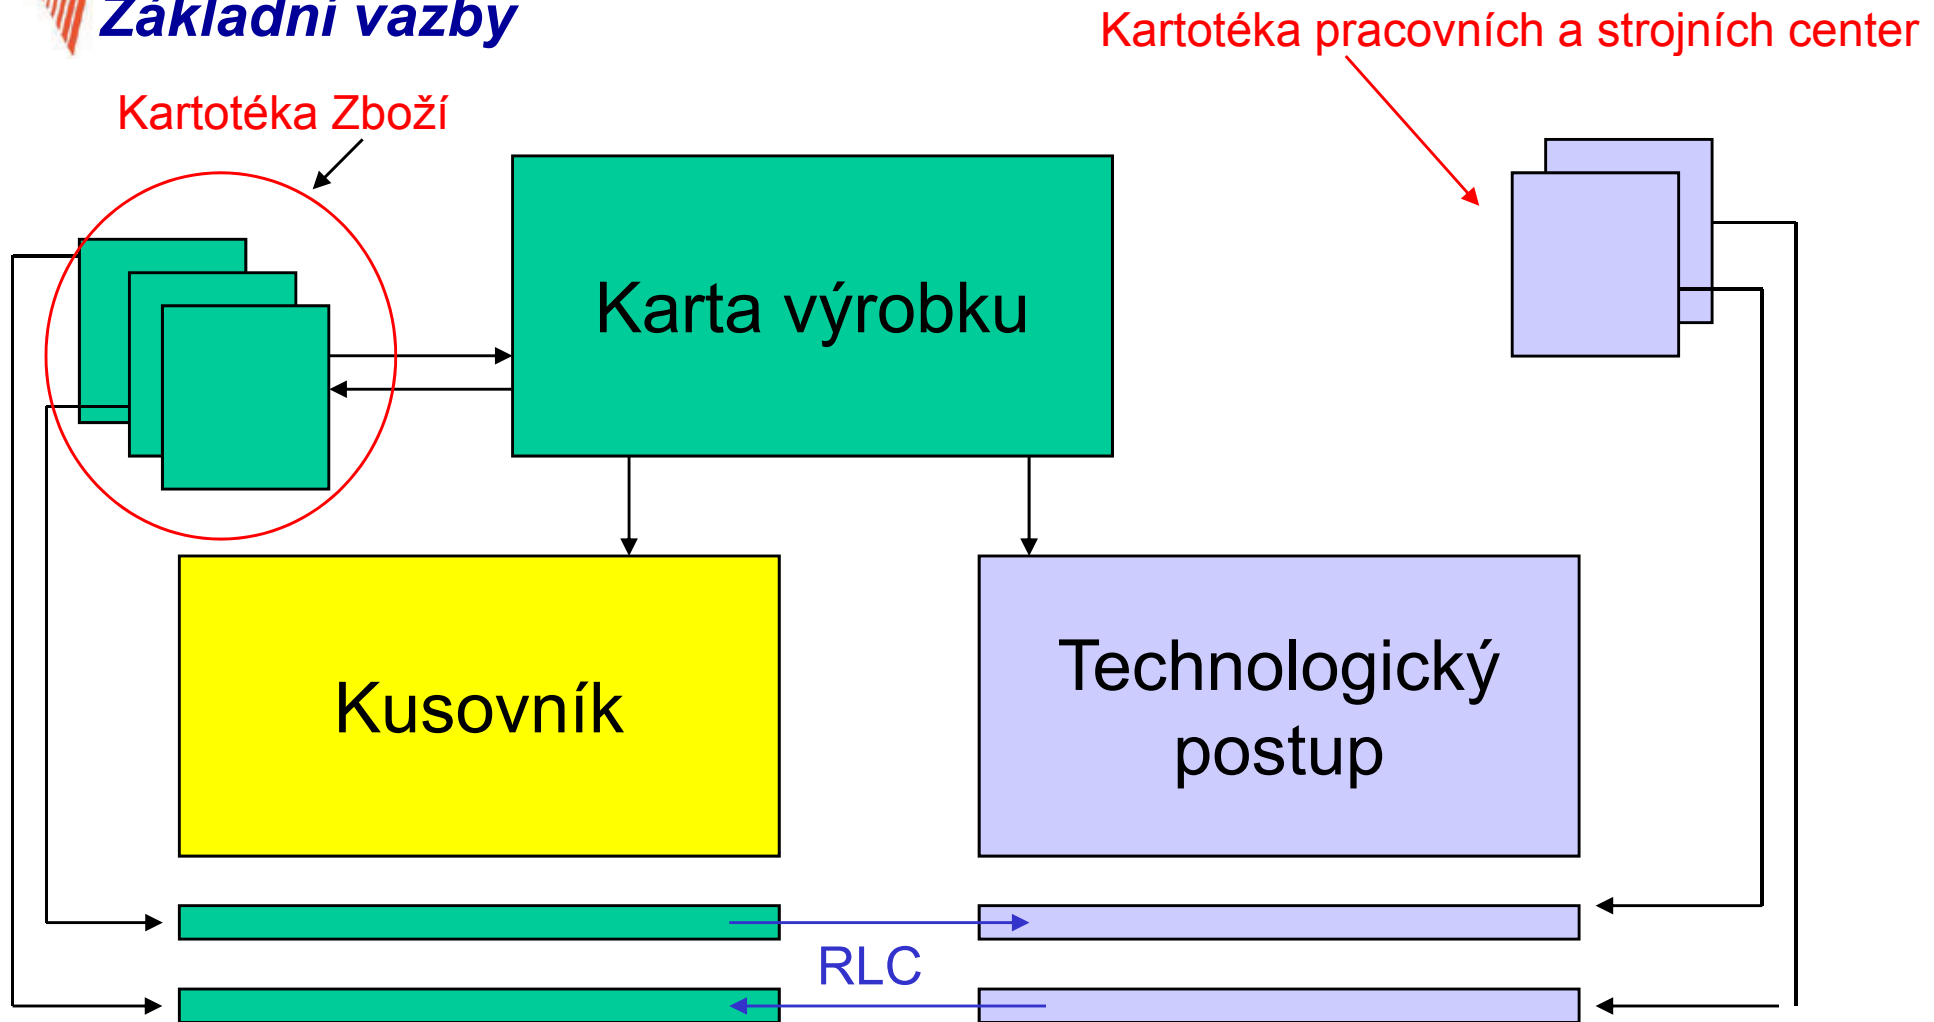 Základní vazby
Kartotéka pracovních a strojních center
Kartotéka Zboží
Karta výrobku
Kusovník
Technologický
postup
RLC